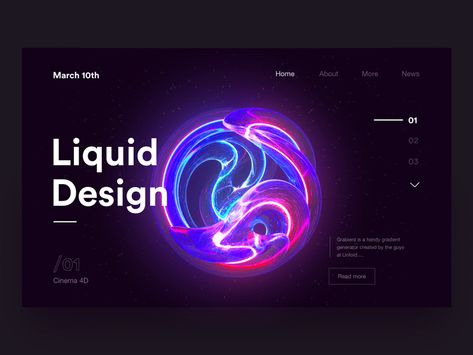 March 10th
Home About More News
01
02
03
Liquid
Design
Grabient is a handy gradient
generator created by the guys
at Unfold....
/01
Cinema 4D
Read more